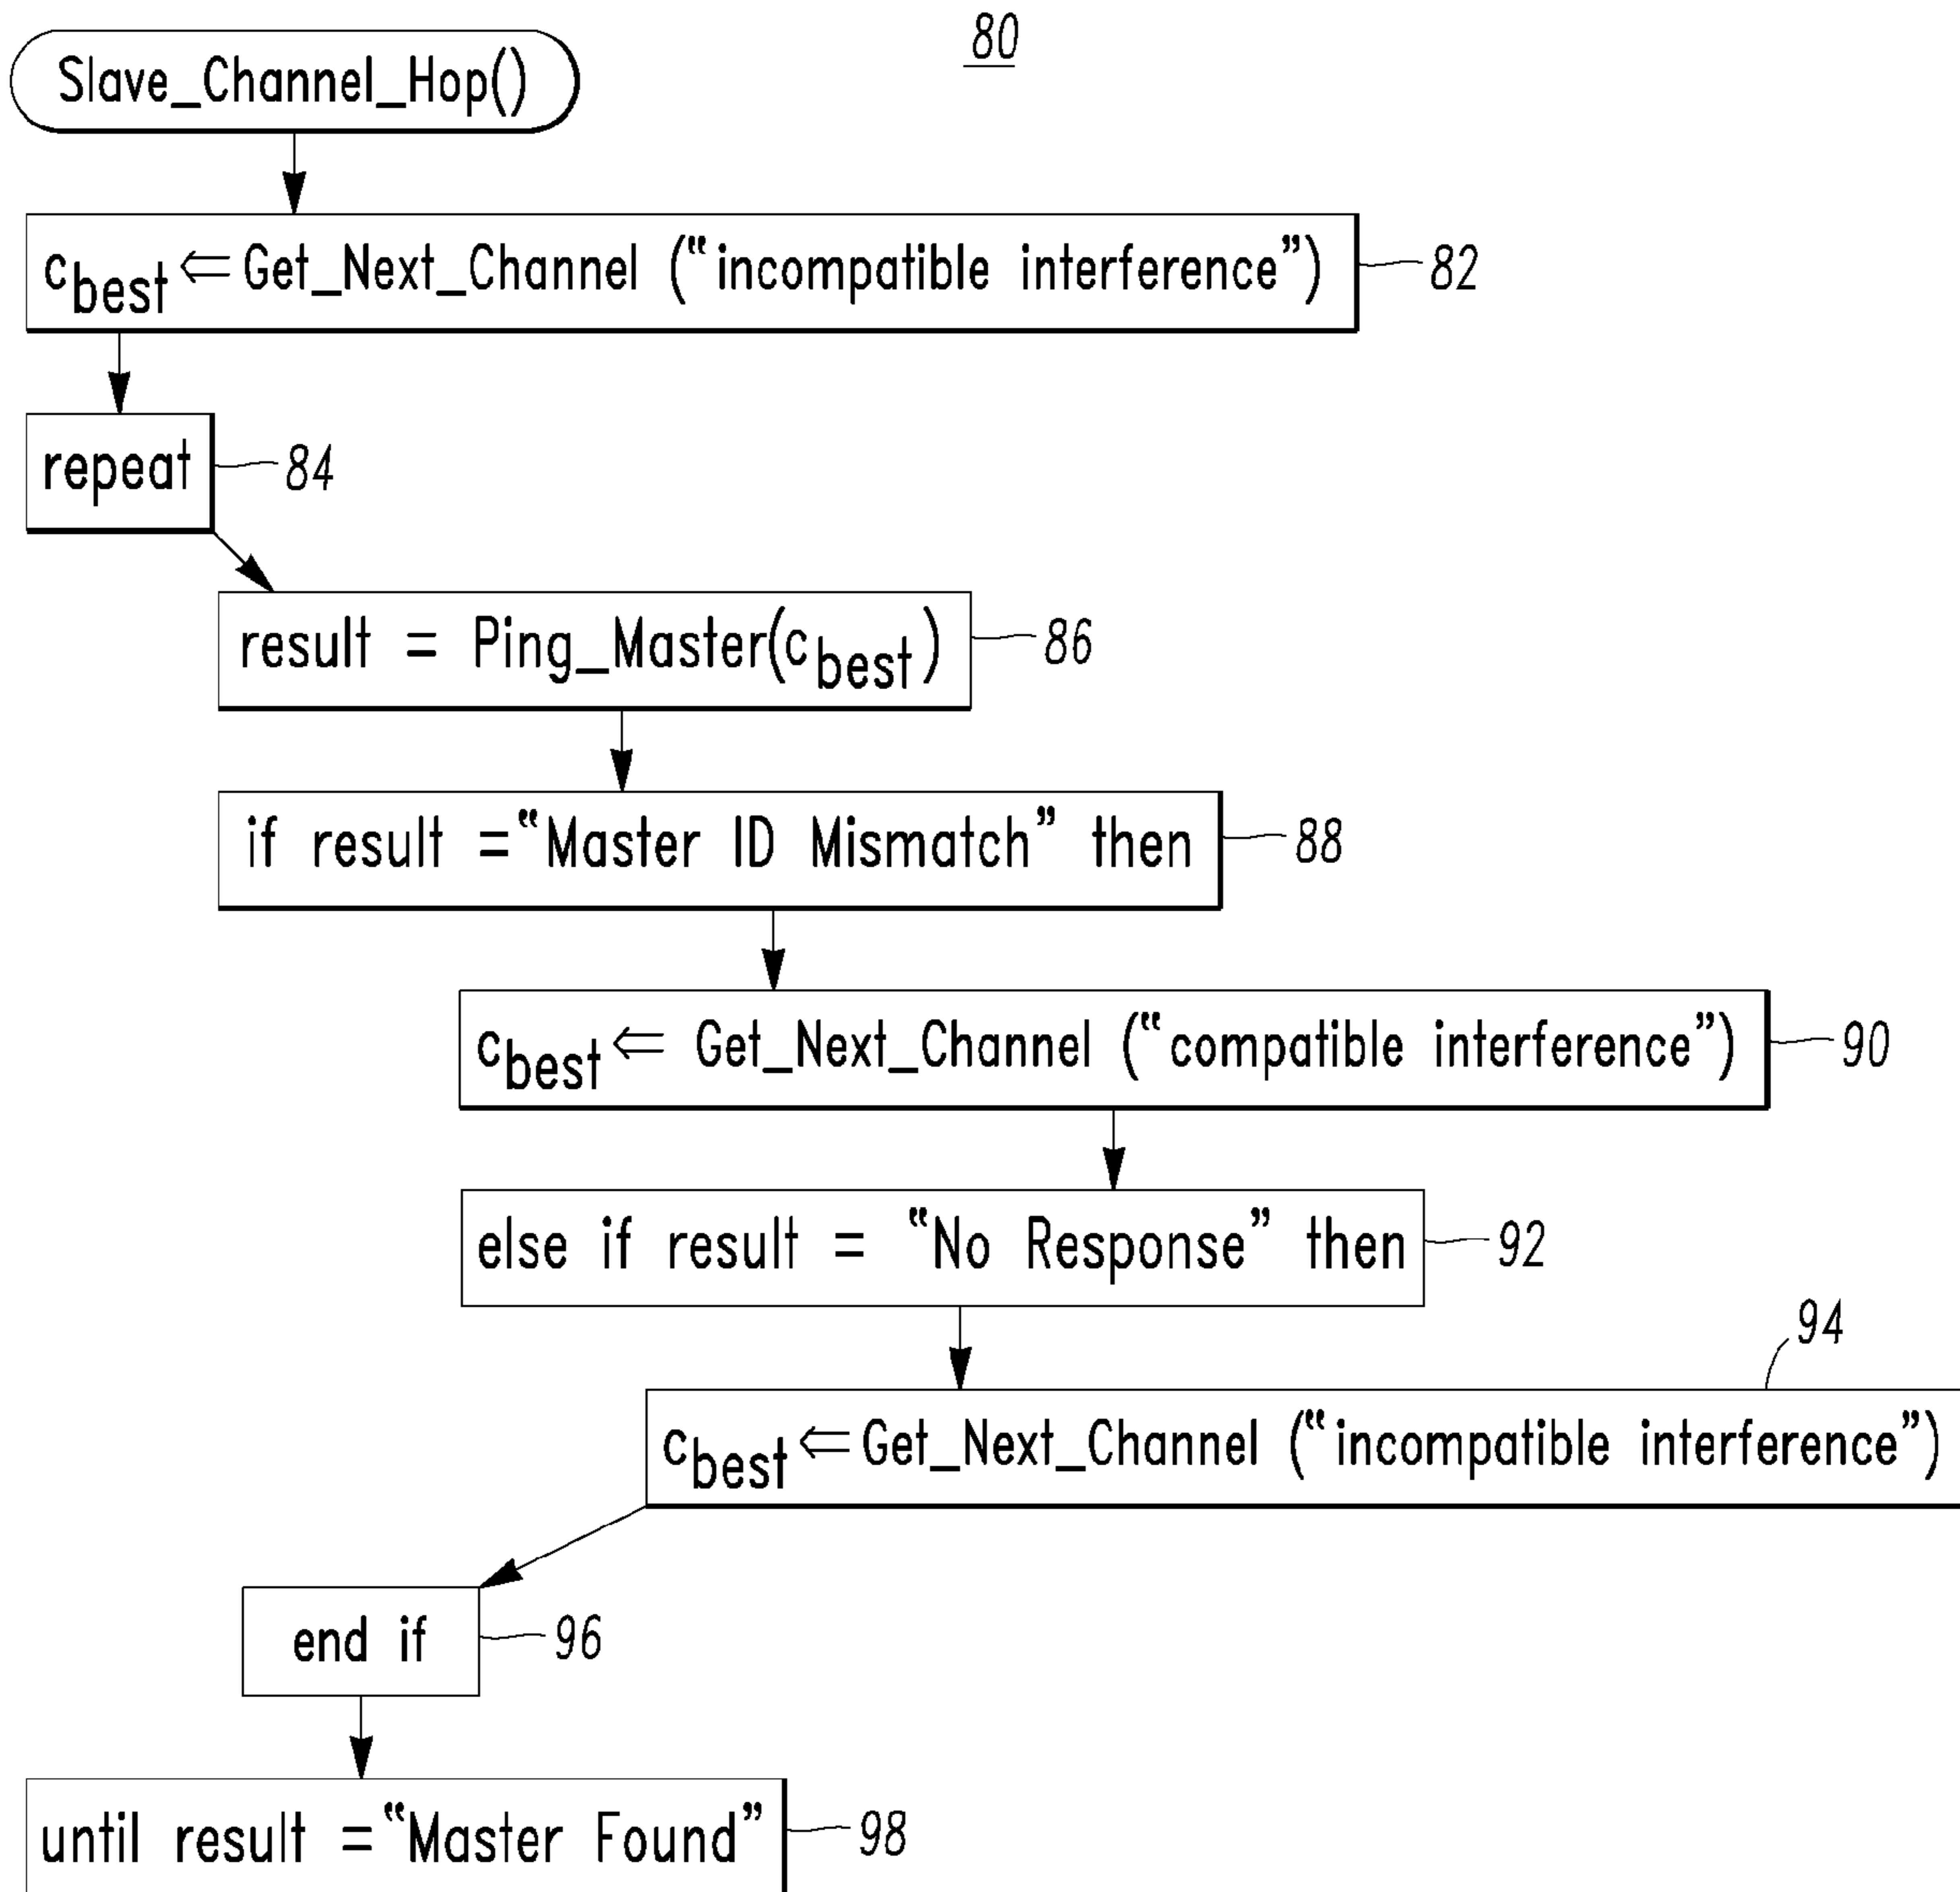 80
Slave_Channel_Hop()
cbest ⇐ Get_Next_Channel (“incompatible interference”)
82
repeat
84
result = Ping_Master(cbest)
86
if result =“Master ID Mismatch” then
88
cbest ⇐ Get_Next_Channel (“compatible interference”)
90
else if result = “No Response” then
92
94
cbest ⇐ Get_Next_Channel (“incompatible interference”)
end if
96
until result =“Master Found”
98